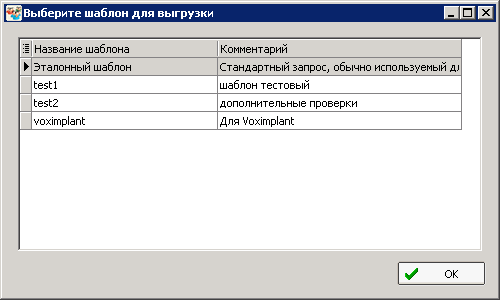 Выберите шаблон для выгрузки
Название шаблона Комментарий
Эталонный шаблон Стандартный запрос, обычно используемый
test1 шаблон тестовый
test2 дополнительные проверки
voximplant Для Voximplant
OK